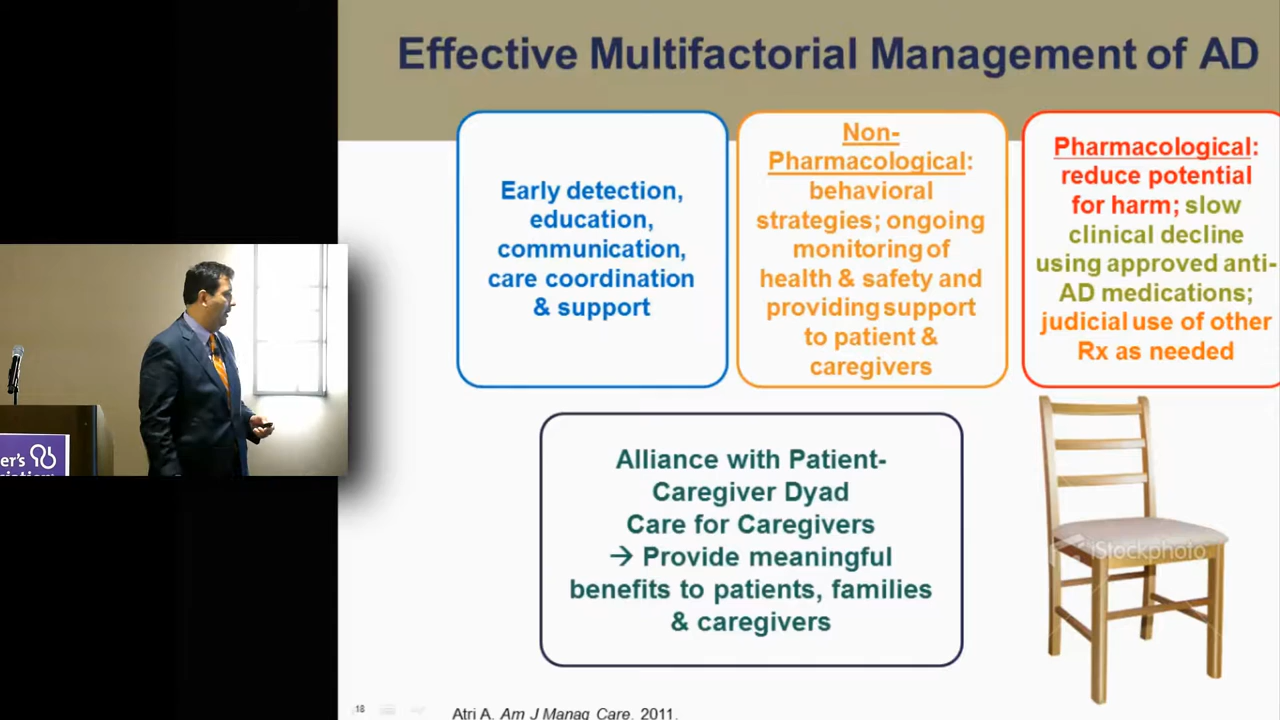 Effective Multifactorial Management of AD
Early detection,
education,
communication,
care coordination
& support
Non-
Pharmacological:
behavioral
strategies; ongoing
monitoring of
health & safety and
providing support
to patient &
caregivers
Pharmacological:
reduce potential
for harm; slow
clinical decline
using approved anti-
AD medications;
judicial use of other
Rx as needed
Alliance with Patient-
Caregiver Dyad
Care for Caregivers
→ Provide meaningful
benefits to patients, families
& caregivers
iStockphoto
er's
18
Atri A. Am J Manag Care. 2011.